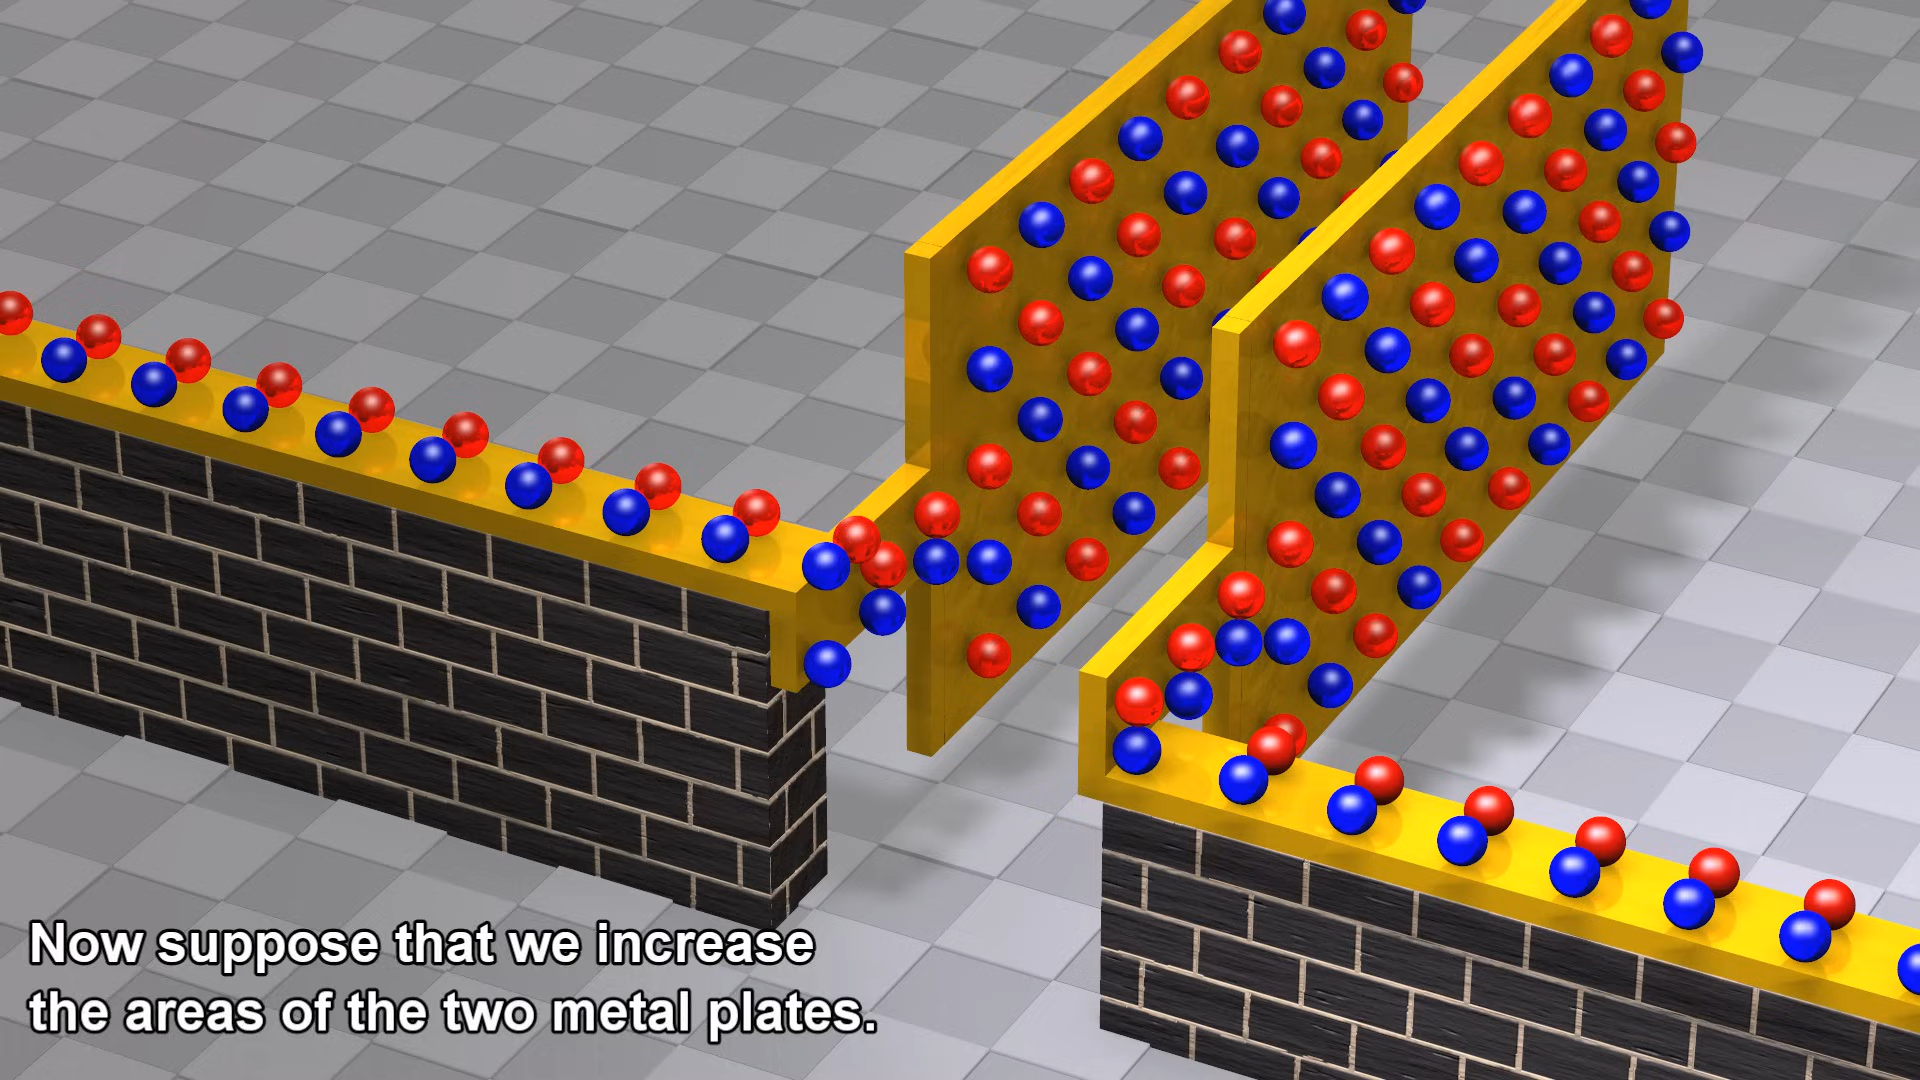 Now suppose that we increase
the areas of the two metal plates.